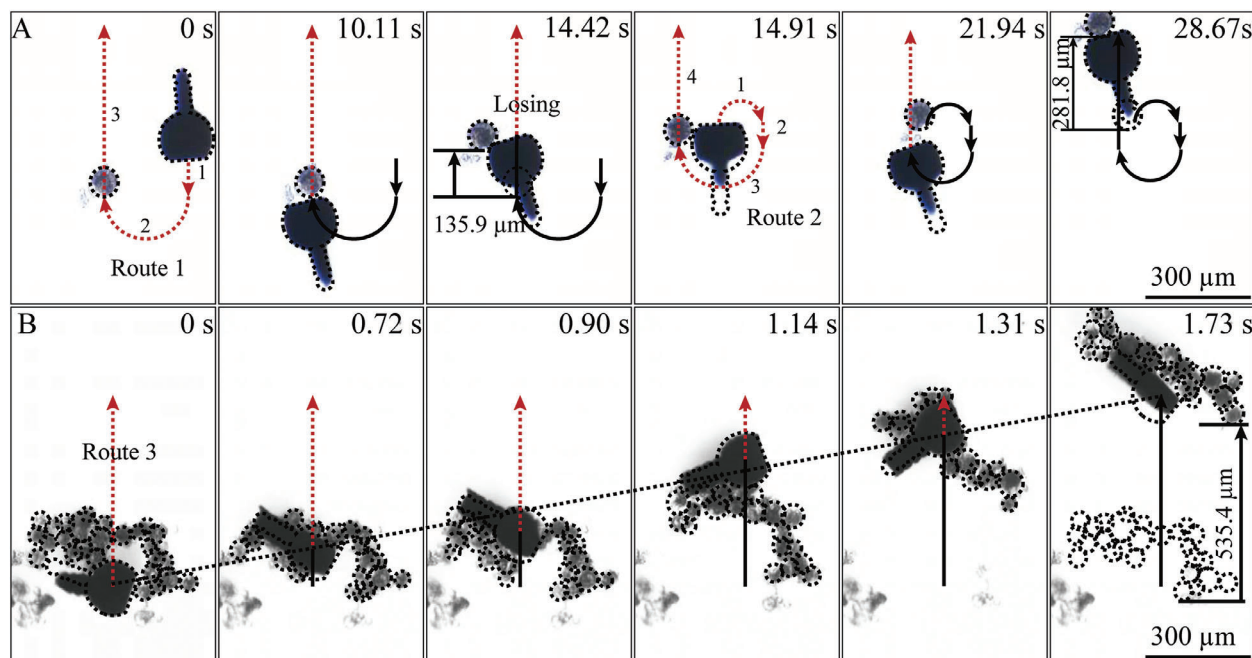 A
0 s
10.11 s
14.42 s
14.91 s
21.94 s
28.67s
3
1
2
Route 1
Losing
135.9 µm
4
1
2
3
Route 2
281.8 µm
300 µm
B
0 s
0.72 s
0.90 s
1.14 s
1.31 s
1.73 s
Route 3
535.4 µm
300 µm